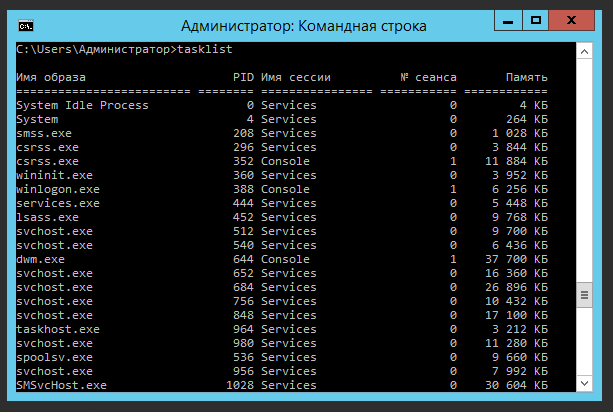 Администратор: Командная строка
C:\Users\Администратор>tasklist
Имя образа                     PID Имя сессии          № сеанса       Память
========================= ======== ================ =========== ============
System Idle Process              0 Services                   0         4 КБ
System                           4 Services                   0       264 КБ
smss.exe                       208 Services                   0     1 028 КБ
csrss.exe                      296 Services                   0     3 844 КБ
csrss.exe                      352 Console                    1    11 884 КБ
wininit.exe                    360 Services                   0     3 952 КБ
winlogon.exe                   388 Console                    1     6 256 КБ
services.exe                   444 Services                   0     5 448 КБ
lsass.exe                      452 Services                   0     9 768 КБ
svchost.exe                    512 Services                   0     9 700 КБ
svchost.exe                    540 Services                   0     6 436 КБ
dwm.exe                        644 Console                    1    37 700 КБ
svchost.exe                    652 Services                   0    16 360 КБ
svchost.exe                    684 Services                   0    26 896 КБ
svchost.exe                    756 Services                   0    10 432 КБ
svchost.exe                    848 Services                   0    17 100 КБ
taskhost.exe                   964 Services                   0     3 212 КБ
svchost.exe                    980 Services                   0    11 280 КБ
spoolsv.exe                    536 Services                   0     9 660 КБ
svchost.exe                    956 Services                   0     7 992 КБ
SMSvcHost.exe                 1028 Services                   0    30 604 КБ